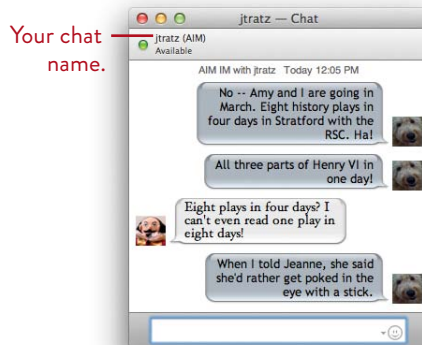 jtratz — Chat
Your chat
name.
jtratz (AIM)
Available
AIM IM with jtratz Today 12:05 PM
No -- Amy and I are going in
March. Eight history plays in
four days in Stratford with the
RSC. Ha!
All three parts of Henry VI in
one day!
Eight plays in four days? I
can't even read one play in
eight days!
When I told Jeanne, she said
she'd rather get poked in the
eye with a stick.